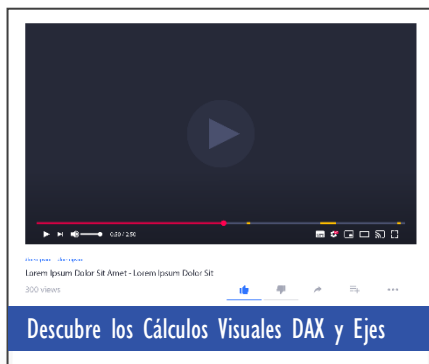 0:50 / 2:50
Lorem Ipsum Dolor Sit Amet - Lorem Ipsum Dolor Sit
300 views
Descubre los Cálculos Visuales DAX y Ejes